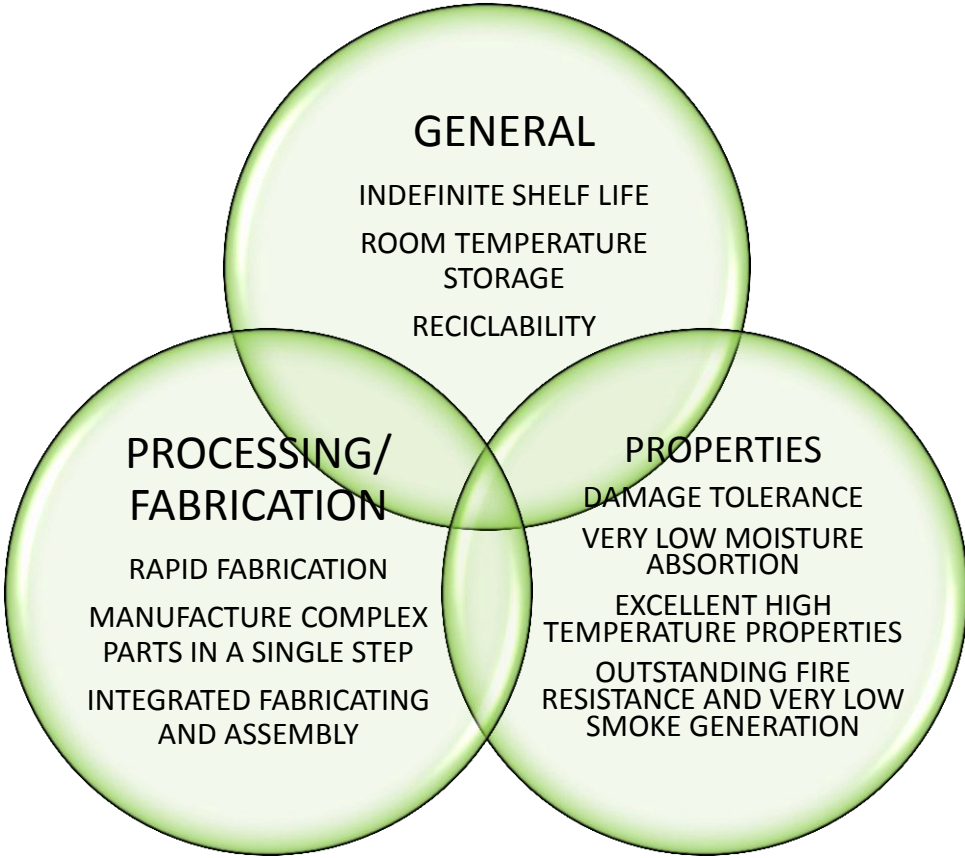 GENERAL
INDEFINITE SHELF LIFE
ROOM TEMPERATURE
STORAGE
RECICLABILITY
PROCESSING/
FABRICATION
RAPID FABRICATION
MANUFACTURE COMPLEX
PARTS IN A SINGLE STEP
INTEGRATED FABRICATING
AND ASSEMBLY
PROPERTIES
DAMAGE TOLERANCE
VERY LOW MOISTURE
ABSORTION
EXCELLENT HIGH
TEMPERATURE PROPERTIES
OUTSTANDING FIRE
RESISTANCE AND VERY LOW
SMOKE GENERATION